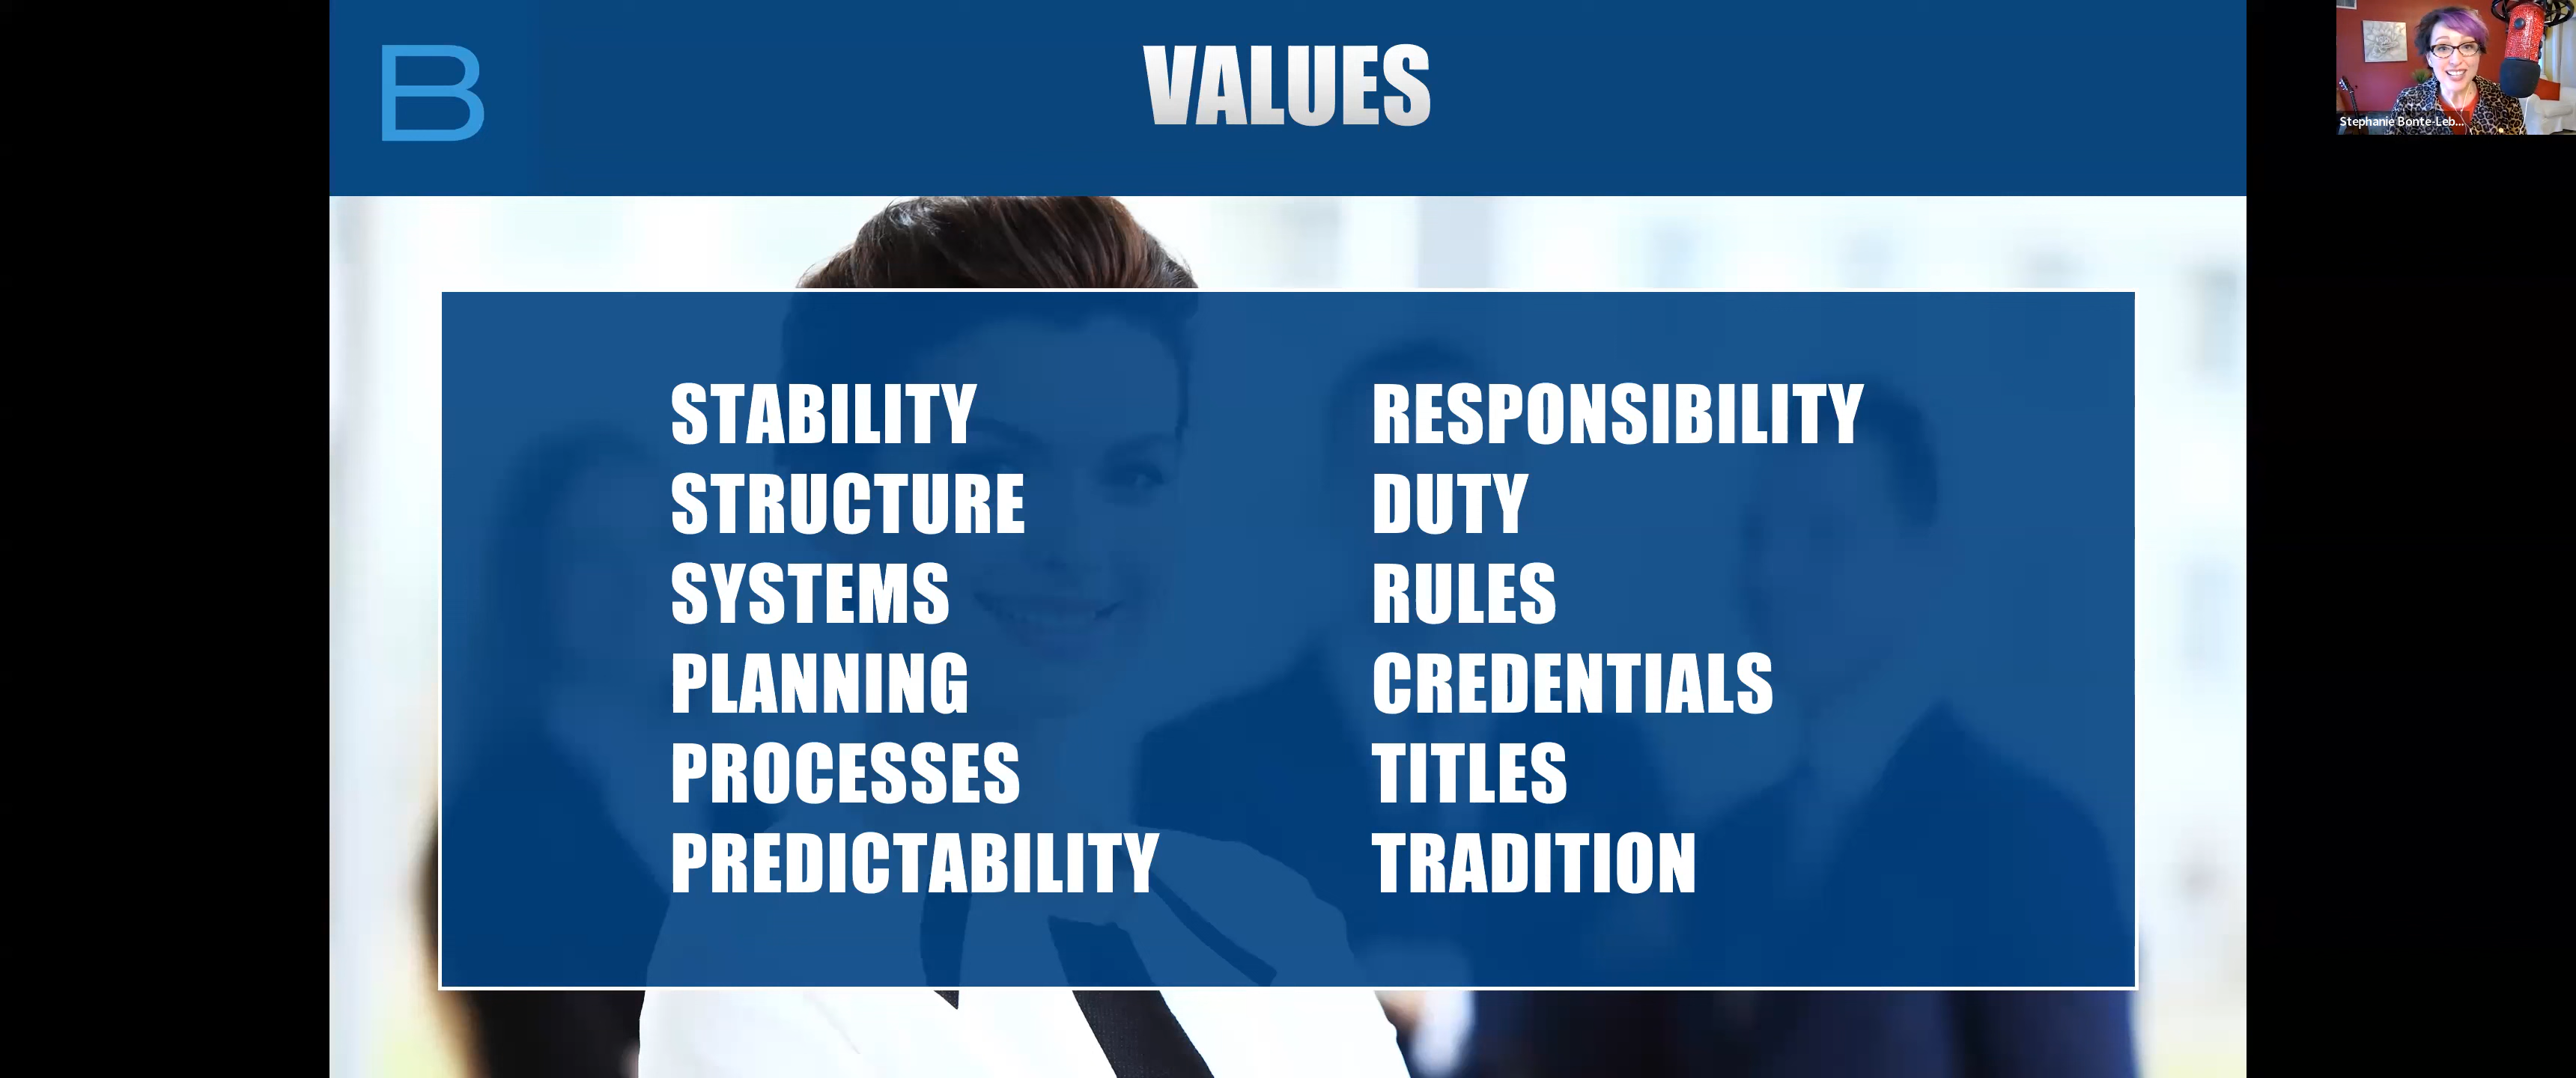 B
VALUES
STABILITY
STRUCTURE
SYSTEMS
PLANNING
PROCESSES
PREDICTABILITY
RESPONSIBILITY
DUTY
RULES
CREDENTIALS
TITLES
TRADITION
Stephanie Bonte-Leb...